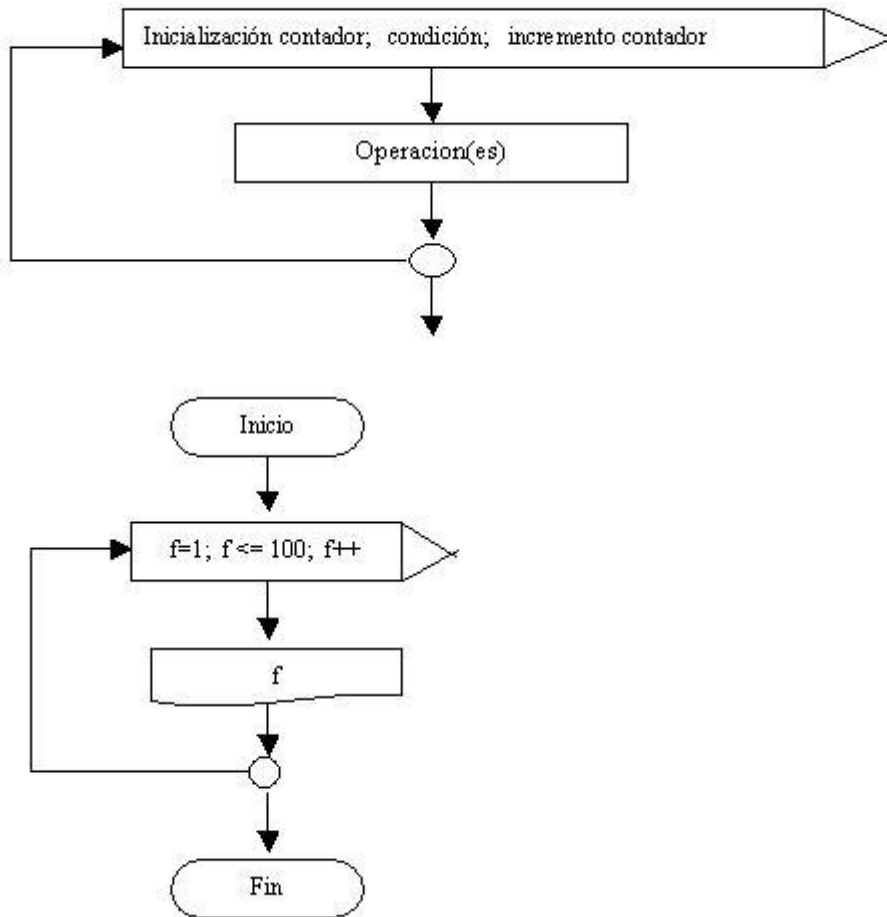 Inicialización contador; condición; incremento contador
Operacion(es)
Inicio
f=1; f <= 100; f++
f
Fin